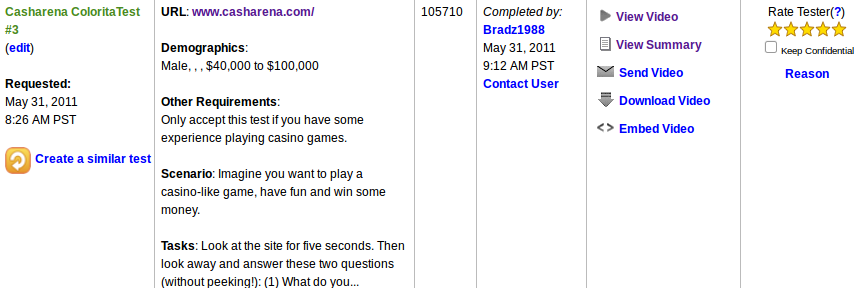 Casharena ColoritaTest
#3
(edit)
Requested:
May 31, 2011
8:26 AM PST
Create a similar test
URL: www.casharena.com/
Demographics:
Male, , , $40,000 to $100,000
Other Requirements:
Only accept this test if you have some
experience playing casino games.
Scenario: Imagine you want to play a
casino-like game, have fun and win some
money.
Tasks: Look at the site for five seconds. Then
look away and answer these two questions
(without peeking!): (1) What do you...
105710
Completed by:
Bradz1988
May 31, 2011
9:12 AM PST
Contact User
View Video
View Summary
Send Video
Download Video
Embed Video
Rate Tester(?)
Keep Confidential
Reason